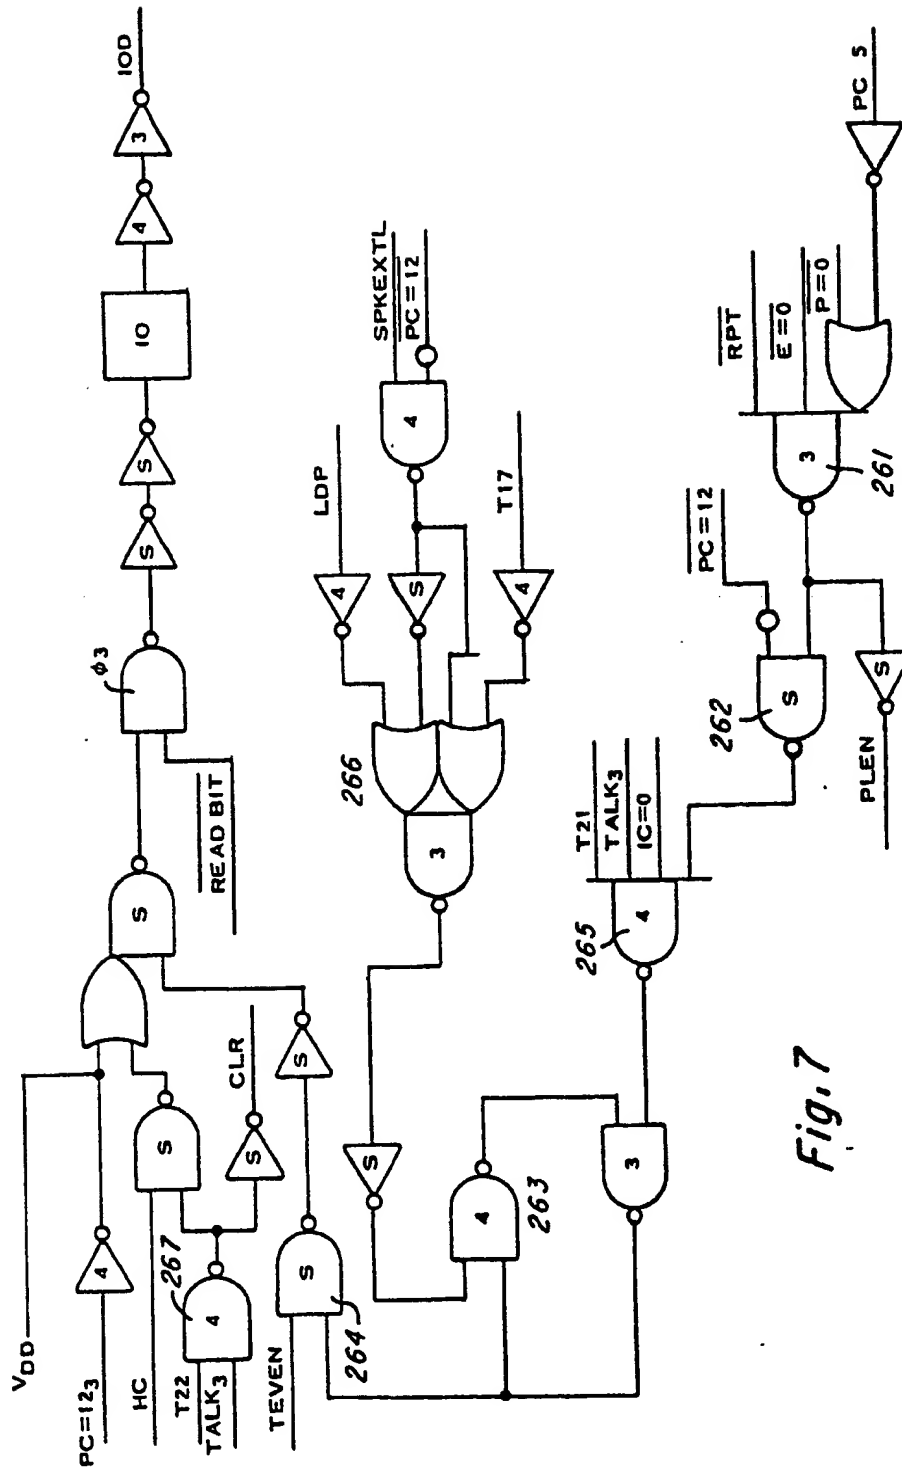 V_DD
PC=12₃
4
HC
T22
TALK₃
4
267
S
S
CLR
TEVEN
S
264
S
S
READ BIT
φ3
S
S
IO
4
3
IOD
LDP
4
SPKEXTL
PC=12
4
S
T17
4
266
3
S
4
263
3
T21
TALK₃
IC=0
265
4
PC=12
262
S
PLEN
S
RPT
E=0
P=0
3
261
PC 5
Fig. 7